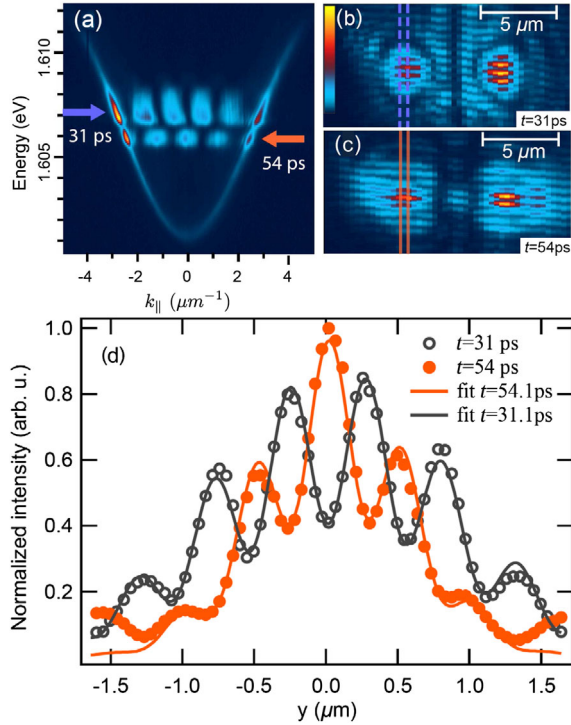 (a)
1.610
1.605
Energy (eV)
31 ps
54 ps
-4 -2 0 2 4
k∥ (μm⁻¹)
(b)
5 μm
t=31ps
(c)
5 μm
t=54ps
(d)
t=31 ps
t=54 ps
fit t=54.1ps
fit t=31.1ps
Normalized intensity (arb. u.)
1.0
0.8
0.6
0.4
0.2
-1.5 -1.0 -0.5 0.0 0.5 1.0 1.5
y (μm)